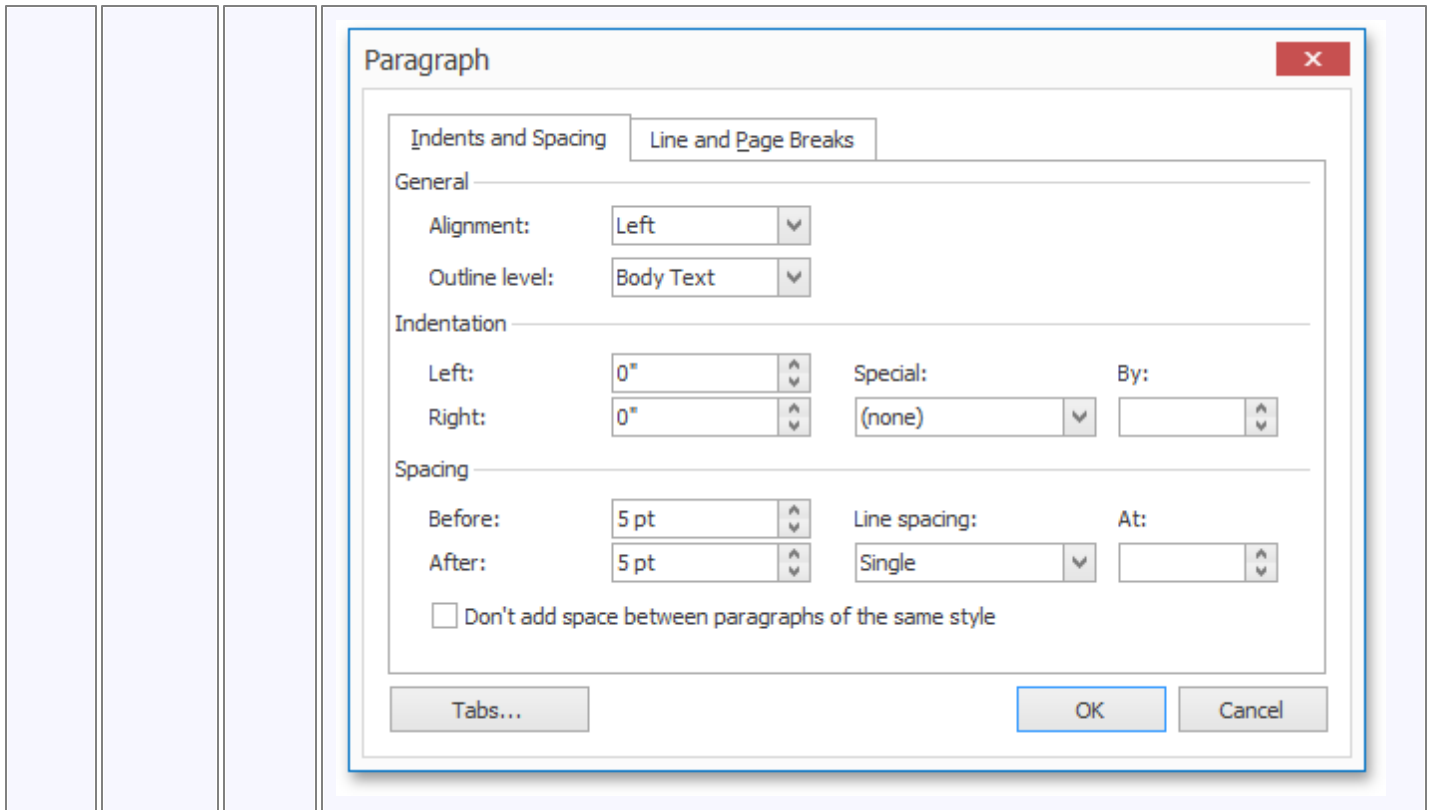 Paragraph
Indents and Spacing Line and Page Breaks
General
Alignment: Left
Outline level: Body Text
Indentation
Left: 0" Special: By:
Right: 0" (none)
Spacing
Before: 5 pt Line spacing: At:
After: 5 pt Single
Don't add space between paragraphs of the same style
Tabs... OK Cancel